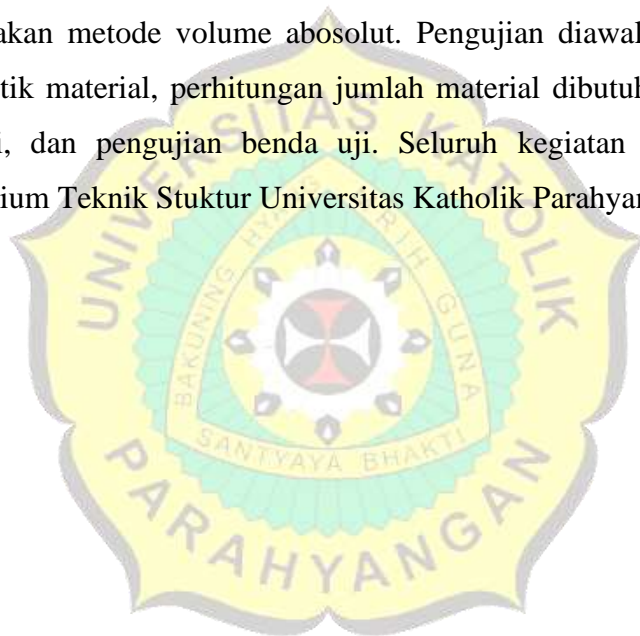 akan metode volume abosolut. Pengujian diawal
tik material, perhitungan jumlah material dibutuh
i, dan pengujian benda uji. Seluruh kegiatan
ium Teknik Stuktur Universitas Katholik Parahyan
UNIVERSITAS KATOLIK
BAKUNING HYANG MRIH GUNA
SANTYAYA BHAKTI
PARAHYANGAN